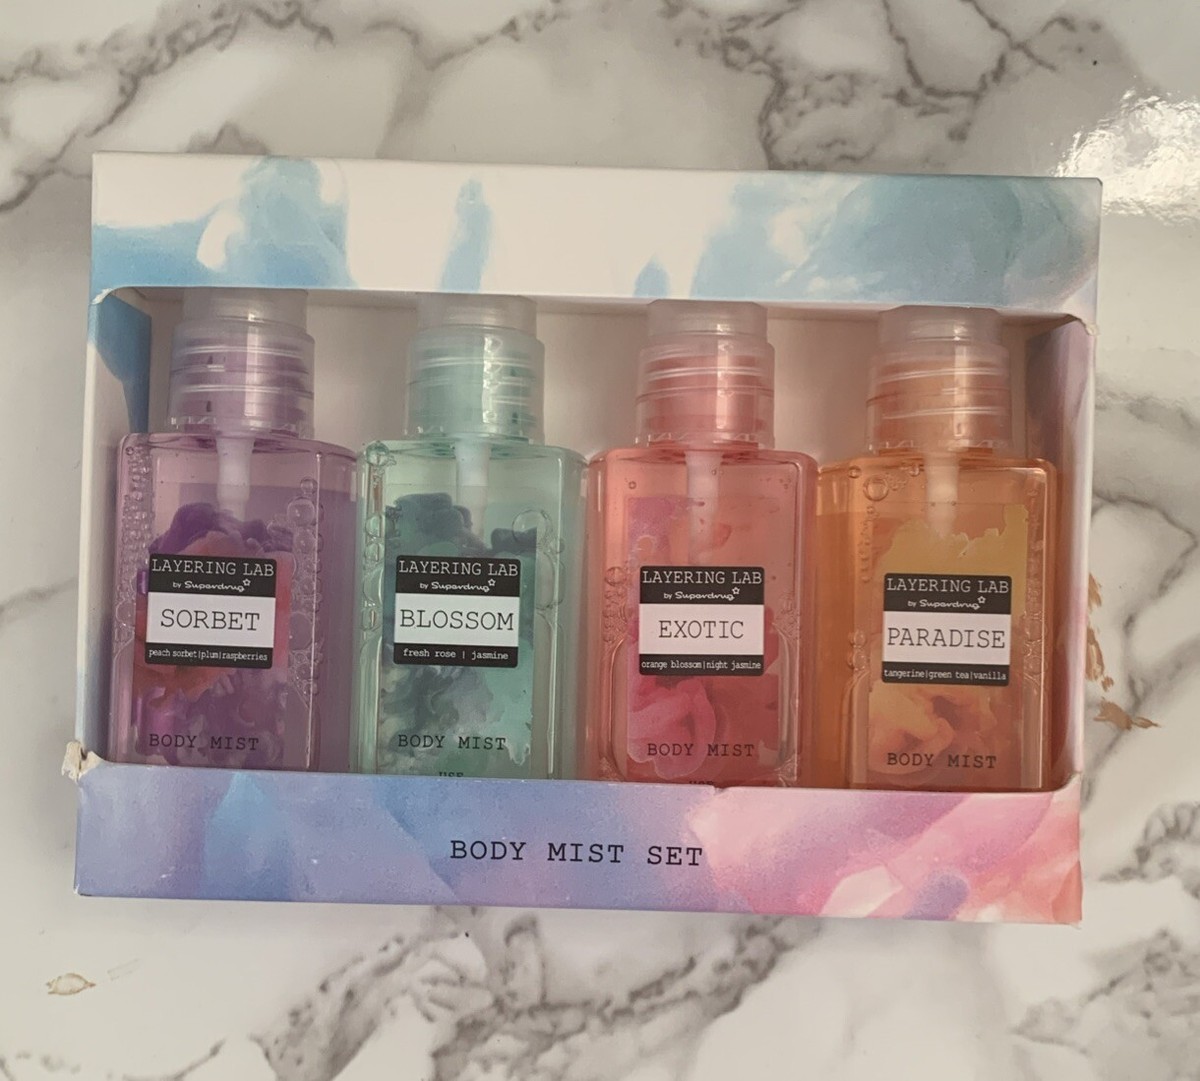 LAYERING LAB
by Superdrug
SORBET
peach sorbet|plum|raspberries
BODY MIST
LAYERING LAB
by Superdrug
BLOSSOM
fresh rose | jasmine
BODY MIST
USE
LAYERING LAB
by Superdrug
EXOTIC
orange blossom|night jasmine
BODY MIST
USE
LAYERING LAB
by Superdrug
PARADISE
tangerine|green tea|vanilla
BODY MIST
BODY MIST SET